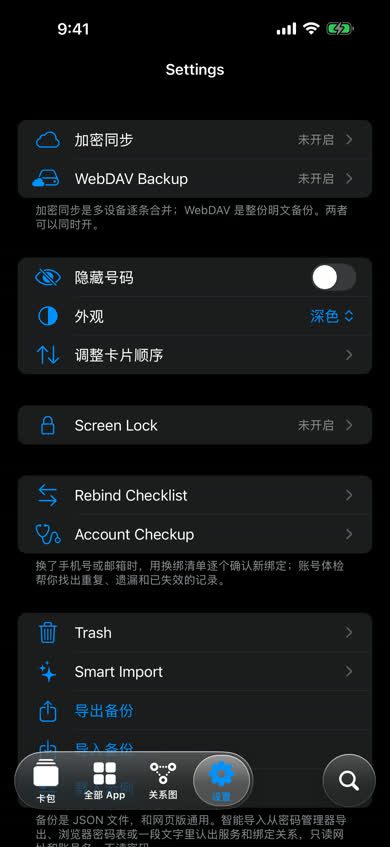 9:41
Settings
加密同步 未开启
WebDAV Backup 未开启
加密同步是多设备逐条合并；WebDAV 是整份明文备份。两者
可以同时开。
隐藏号码
外观 深色
调整卡片顺序
Screen Lock 未开启
Rebind Checklist
Account Checkup
换了手机号或邮箱时，用换绑清单逐个确认新绑定；账号体检
帮你找出重复、遗漏和已失效的记录。
Trash
Smart Import
导出备份
导入备份
卡包
全部 App
关系图
设置
备份是 JSON 文件，和网页版通用。智能导入从密码管理器导
出、浏览器密码表或一段文字里认出服务和绑定关系，只读网